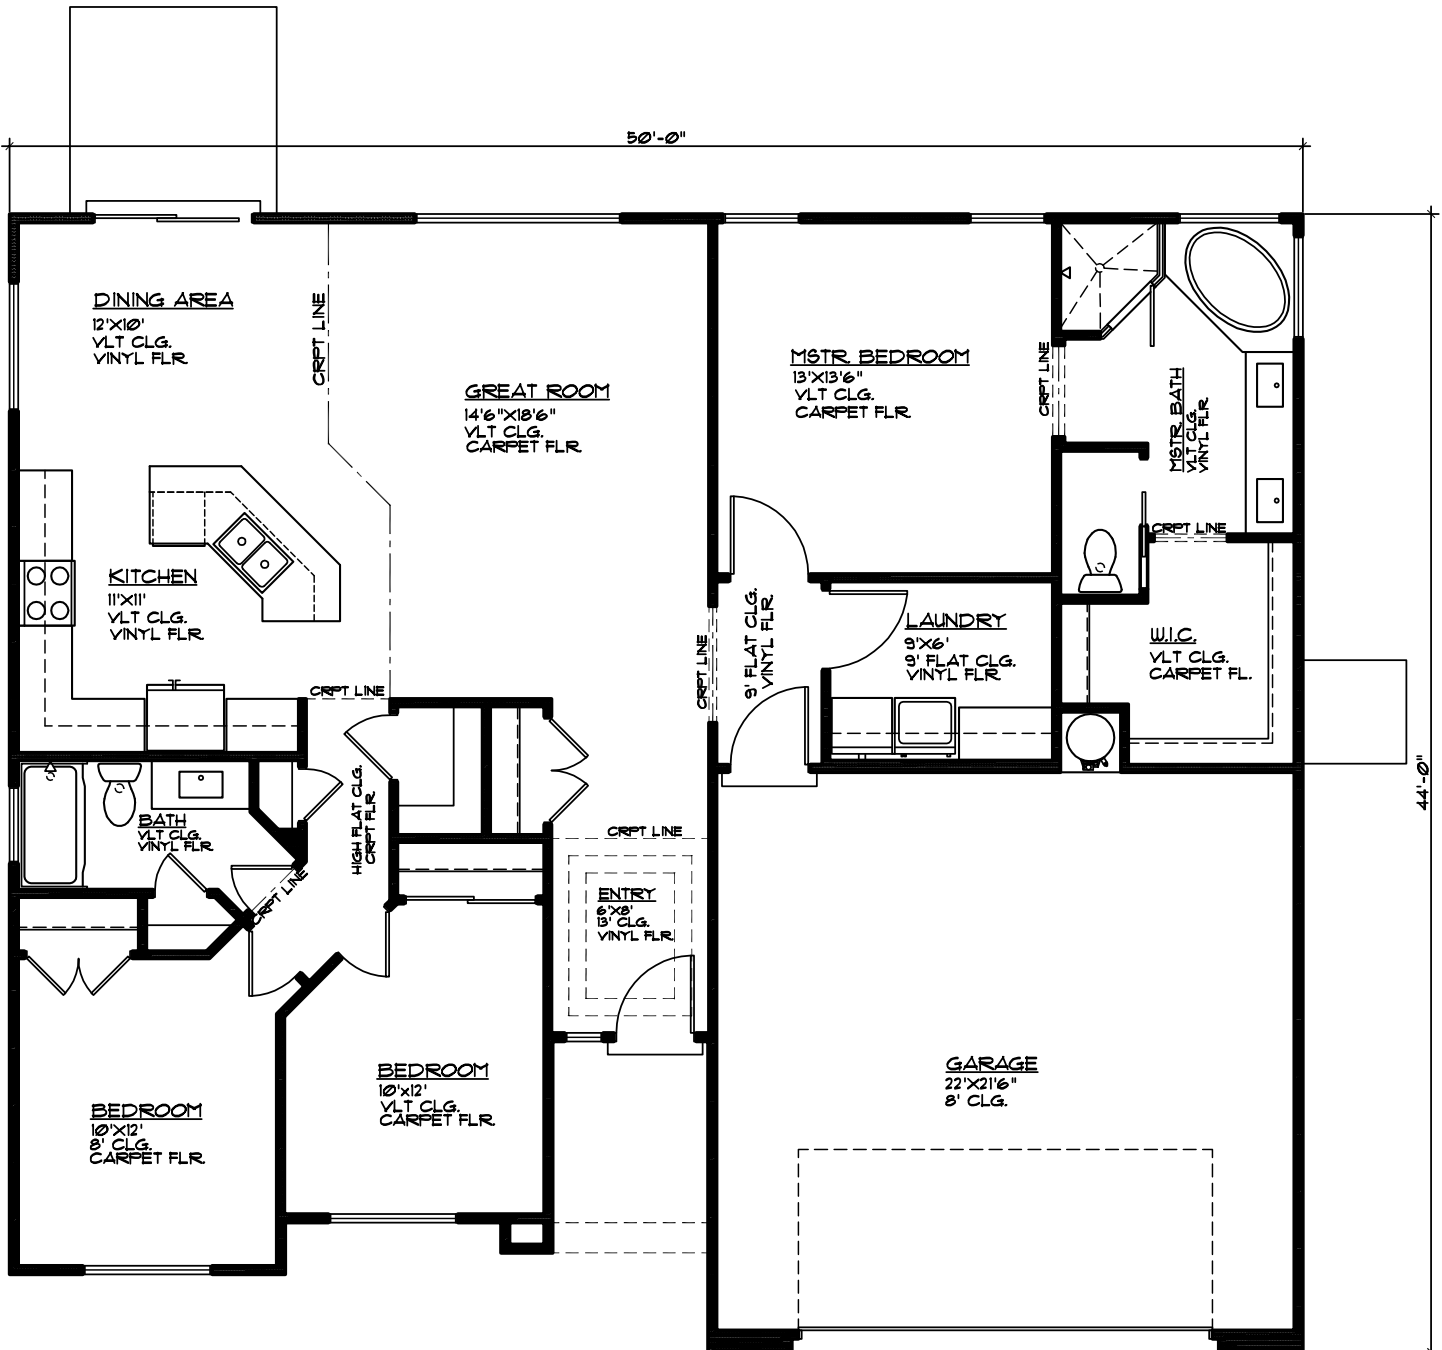 50'-0"
DINING AREA
12'X10'
VLT CLG.
VINYL FLR
CRPT LINE
GREAT ROOM
14'6"X18'6"
VLT CLG.
CARPET FLR
MSTR. BEDROOM
13'X13'6"
VLT CLG.
CARPET FLR
CRPT LINE
MSTR. BATH
VLT CLG.
VINYL FLR
CRPT LINE
KITCHEN
11'X11'
VLT CLG.
VINYL FLR
CRPT LINE
CRPT LINE
9' FLAT CLG.
VINYL FLR.
LAUNDRY
9'X6'
9' FLAT CLG.
VINYL FLR.
W.I.C.
VLT CLG.
CARPET FL.
44'-0"
BATH
VLT CLG.
VINYL FLR
HIGH FLAT CLG.
CRPT FLR
CRPT LINE
CRPT LINE
ENTRY
6'X8'
13' CLG.
VINYL FLR
BEDROOM
10'x12'
VLT CLG.
CARPET FLR
BEDROOM
10'X12'
8' CLG.
CARPET FLR
GARAGE
22'X21'6"
8' CLG.